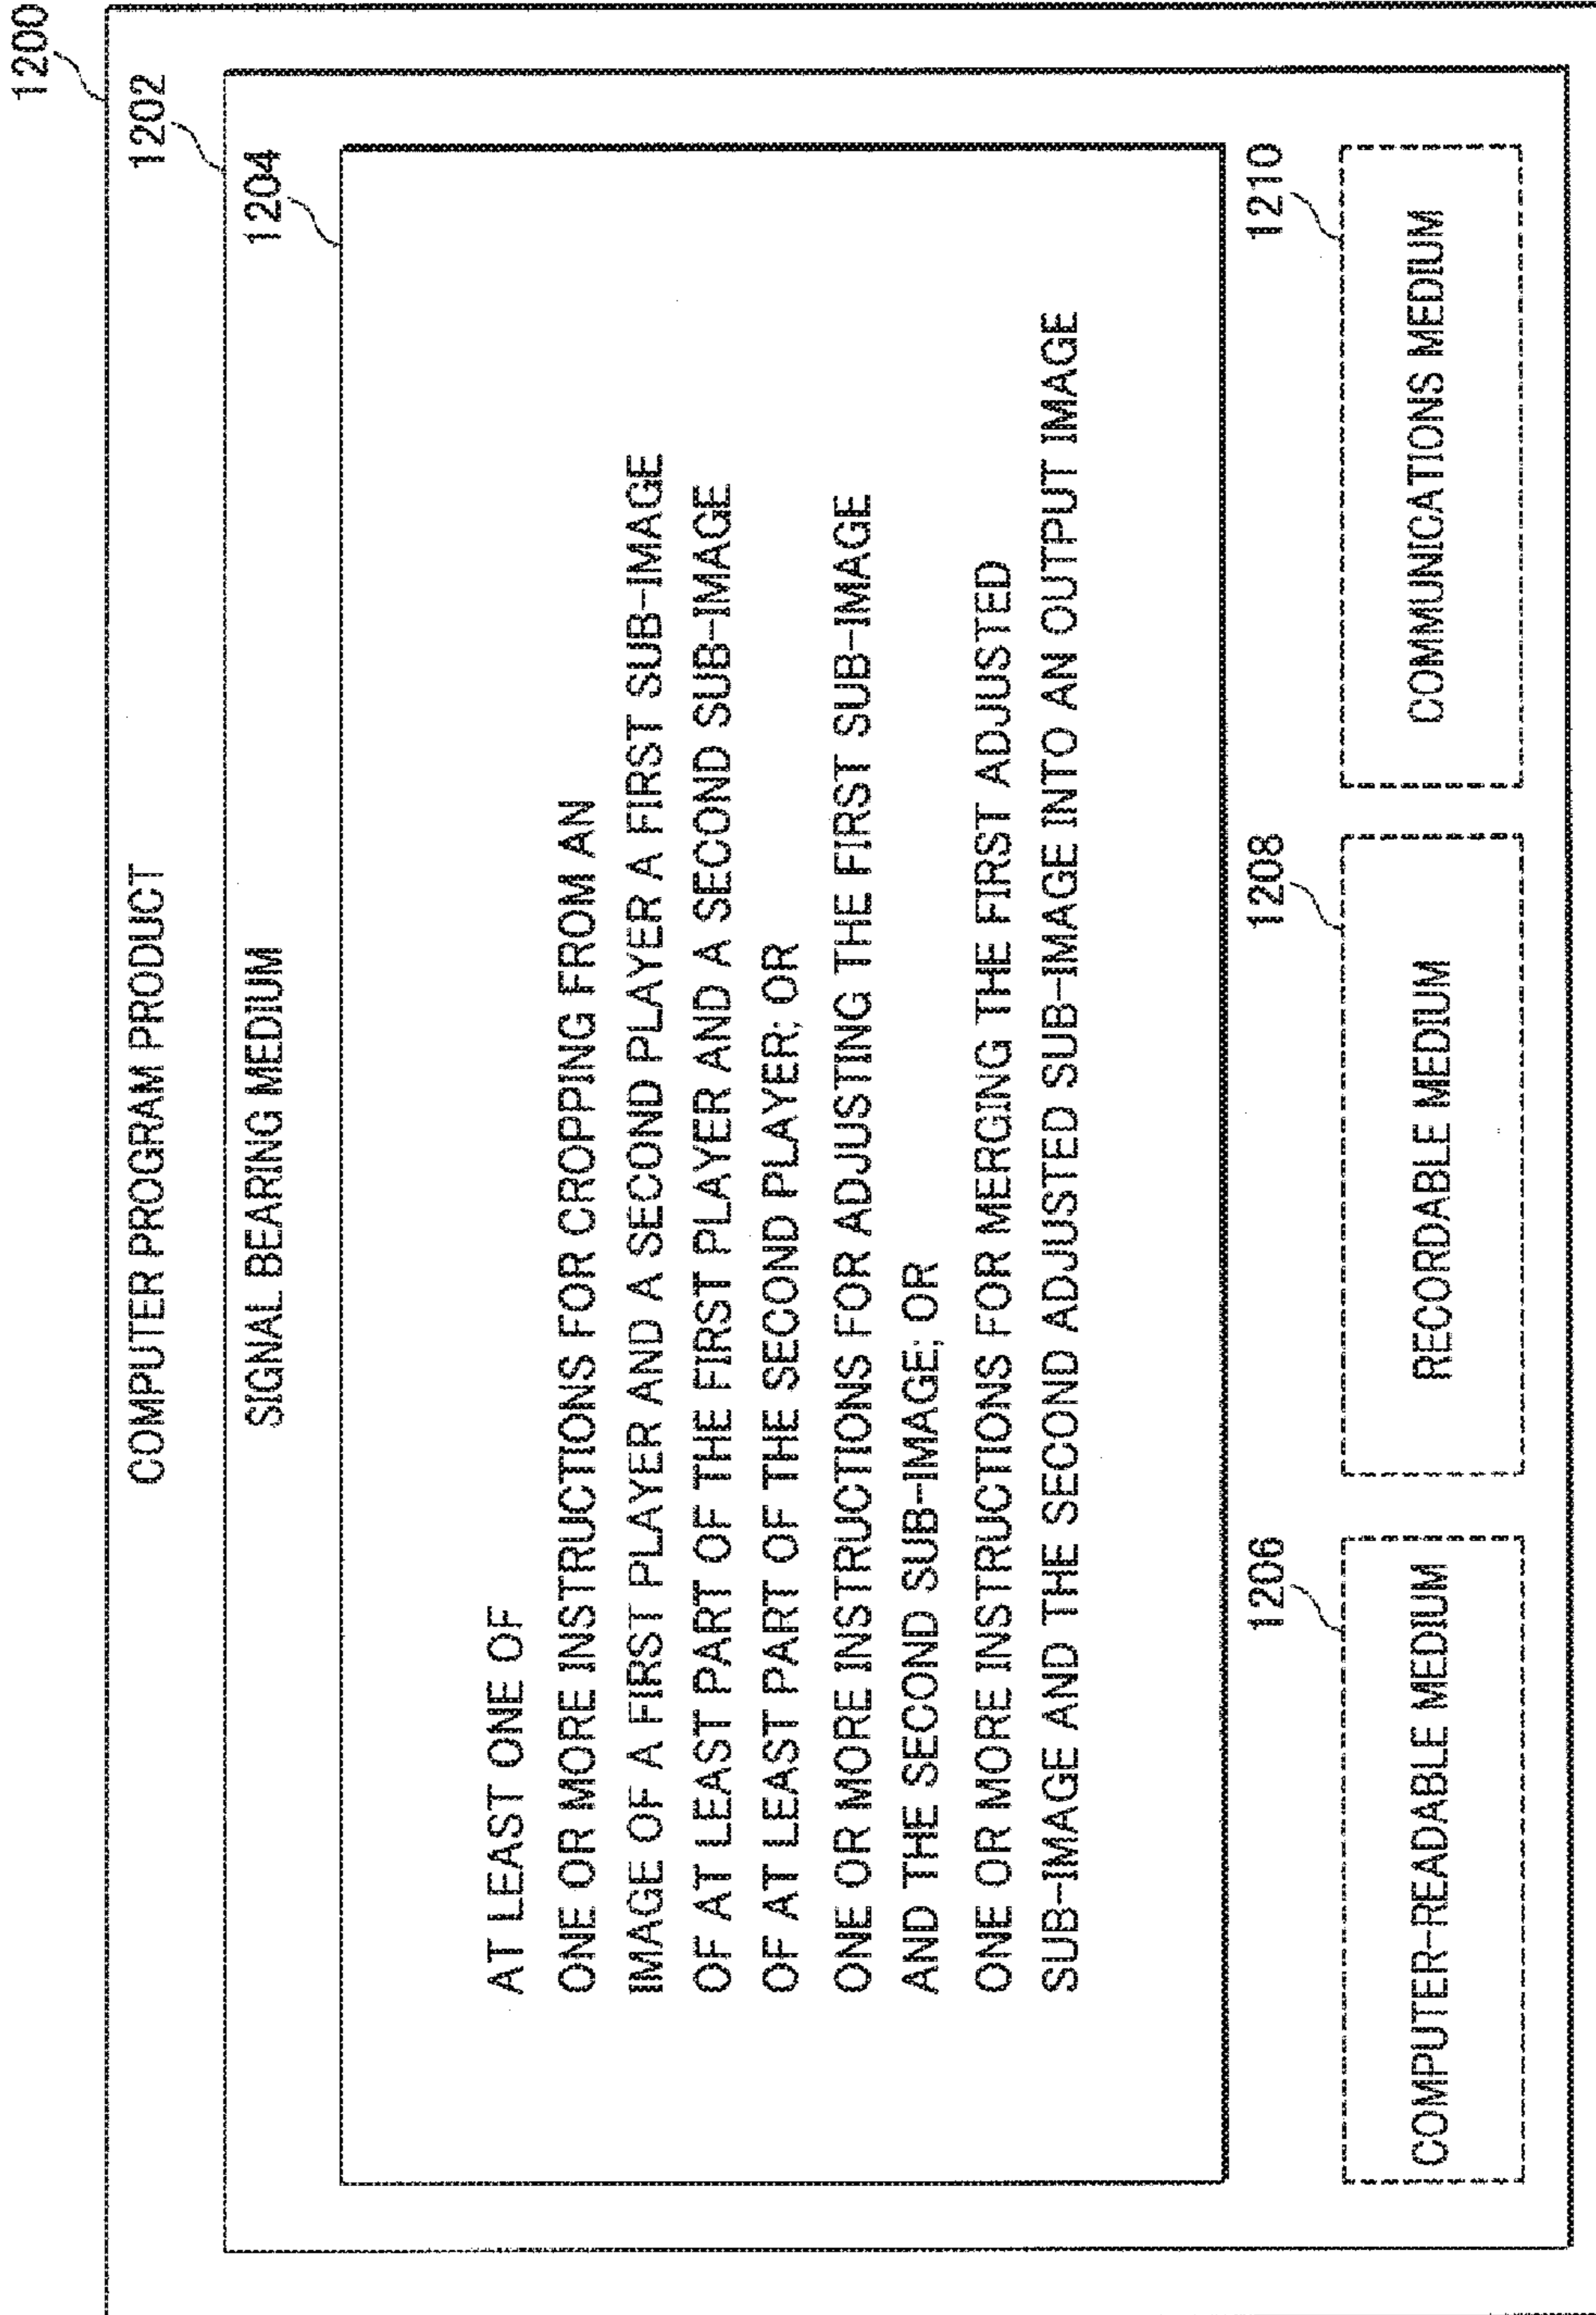 1200
COMPUTER PROGRAM PRODUCT
1202
SIGNAL BEARING MEDIUM
1204
AT LEAST ONE OF
ONE OR MORE INSTRUCTIONS FOR CROPPING FROM AN
IMAGE OF A FIRST PLAYER AND A SECOND PLAYER A FIRST SUB-IMAGE
OF AT LEAST PART OF THE FIRST PLAYER AND A SECOND SUB-IMAGE
OF AT LEAST PART OF THE SECOND PLAYER; OR
ONE OR MORE INSTRUCTIONS FOR ADJUSTING THE FIRST SUB-IMAGE
AND THE SECOND SUB-IMAGE; OR
ONE OR MORE INSTRUCTIONS FOR MERGING THE FIRST ADJUSTED
SUB-IMAGE AND THE SECOND ADJUSTED SUB-IMAGE INTO AN OUTPUT IMAGE
1206
1208
1210
COMPUTER-READABLE MEDIUM
RECORDABLE MEDIUM
COMMUNICATIONS MEDIUM